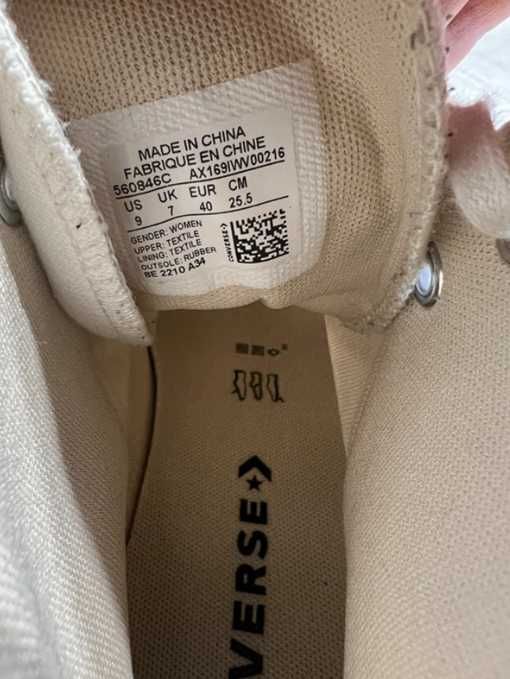 MADE IN CHINA
FABRIQUE EN CHINE
560846C AX169IWV00216
US UK EUR CM
9 7 40 25.5
GENDER: WOMEN
UPPER: TEXTILE
LINING: TEXTILE
OUTSOLE: RUBBER
BE 2210 A34
CONVERSE
VERSE